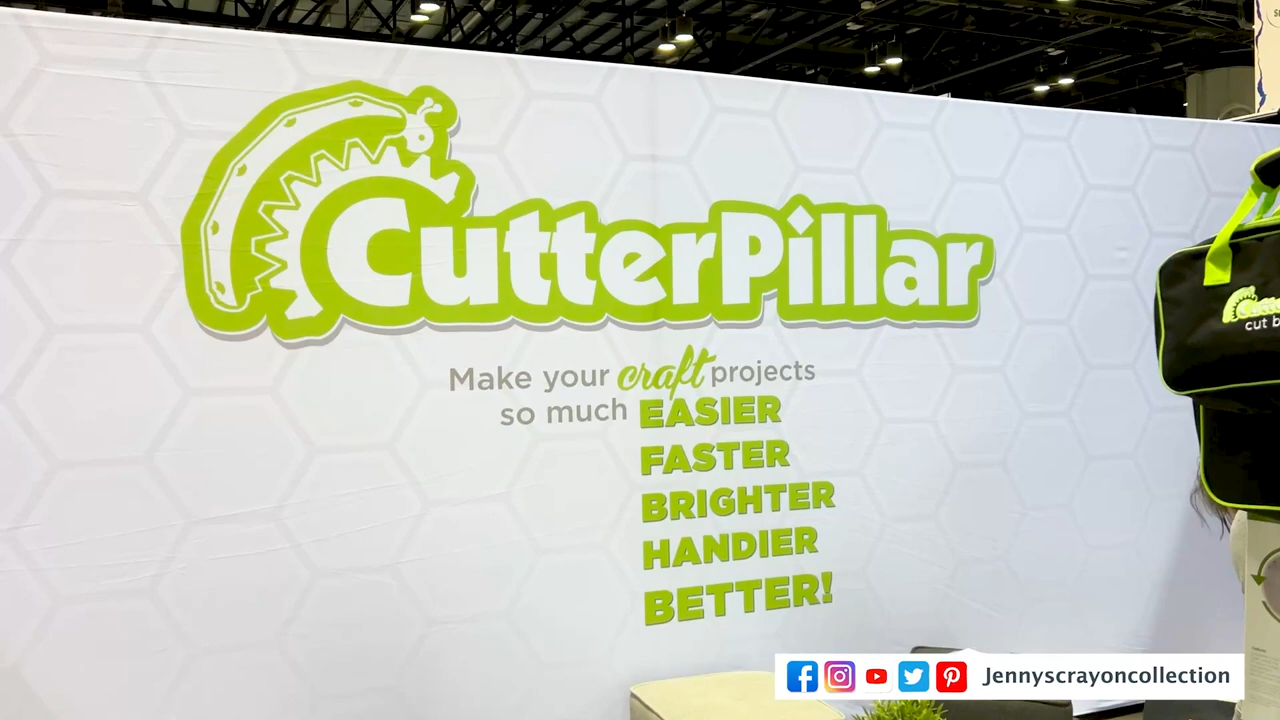 CutterPillar
Make your craft projects
so much EASIER
FASTER
BRIGHTER
HANDIER
BETTER!
cut b
Jennyscrayoncollection